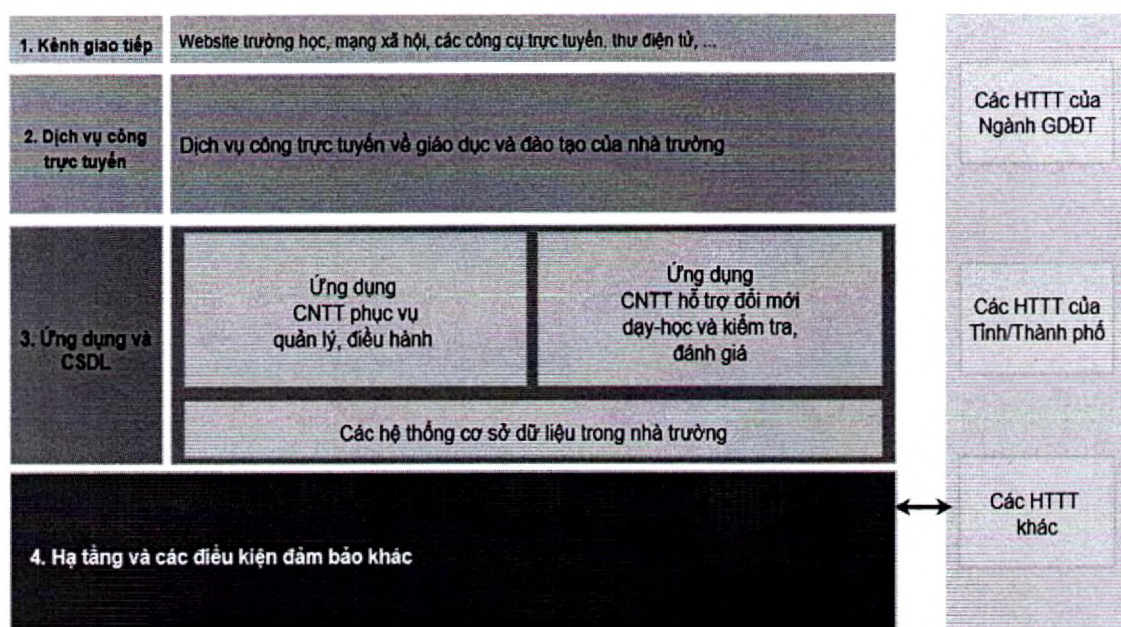 1. Kênh giao tiếp
Website trường học, mạng xã hội, các công cụ trực tuyến, thư điện tử, ...
2. Dịch vụ công
trực tuyến
Dịch vụ công trực tuyến về giáo dục và đào tạo của nhà trường
3. Ứng dụng và
CSDL
Ứng dụng
CNTT phục vụ
quản lý, điều hành
Ứng dụng
CNTT hỗ trợ đổi mới
dạy-học và kiểm tra,
đánh giá
Các hệ thống cơ sở dữ liệu trong nhà trường
4. Hạ tầng và các điều kiện đảm bảo khác
Các HTTT của
Ngành GDĐT
Các HTTT của
Tỉnh/Thành phố
Các HTTT
khác